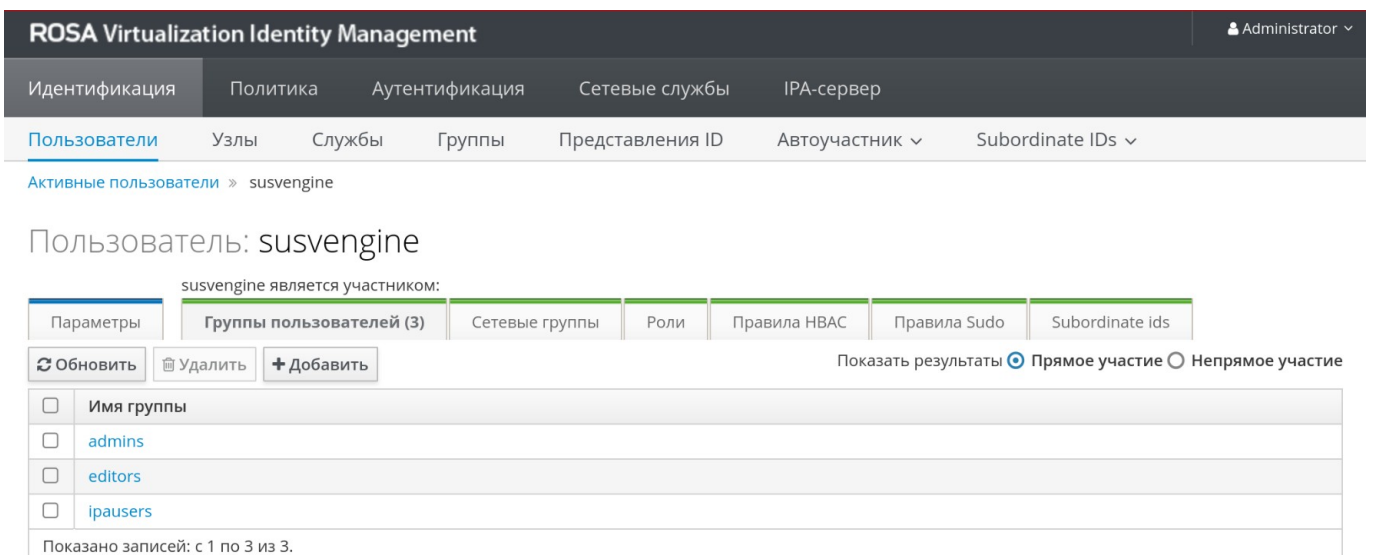 ROSA Virtualization Identity Management
Administrator
Идентификация Политика Аутентификация Сетевые службы IPA-сервер
Пользователи Узлы Службы Группы Представления ID Автоучастник Subordinate IDs
Активные пользователи » susvengine
Пользователь: susvengine
susvengine является участником:
Параметры Группы пользователей (3) Сетевые группы Роли Правила HBAC Правила Sudo Subordinate ids
Обновить Удалить + Добавить Показать результаты Прямое участие Непрямое участие
Имя группы
admins
editors
ipausers
Показано записей: с 1 по 3 из 3.